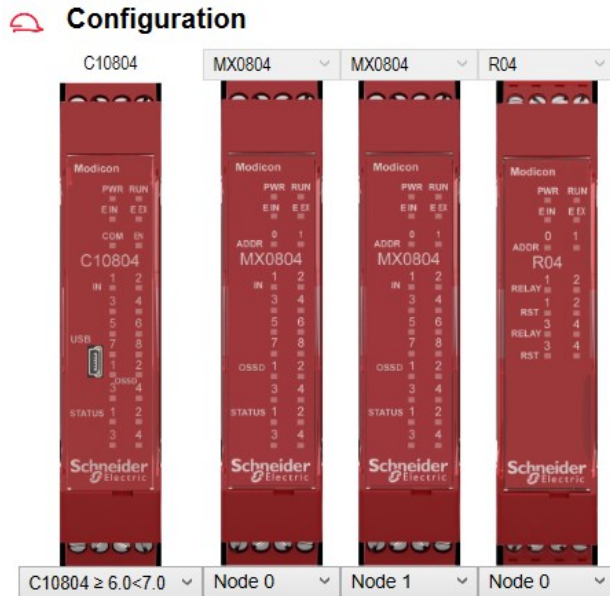 Configuration
C10804
MX0804
MX0804
R04
Modicon
PWR RUN
E IN E EX
COM EN
C10804
1 2
IN
3 4
5 6
USB
7 8
1 2
OSSD
3 4
STATUS 1 2
3 4
Schneider
Electric
Modicon
PWR RUN
E IN E EX
0 1
ADDR
MX0804
1 2
IN
3 4
5 6
7 8
OSSD 1 2
3 4
STATUS 1 2
3 4
Schneider
Electric
Modicon
PWR RUN
E IN E EX
0 1
ADDR
MX0804
1 2
IN
3 4
5 6
7 8
OSSD 1 2
3 4
STATUS 1 2
3 4
Schneider
Electric
Modicon
PWR RUN
E IN E EX
0 1
ADDR
R04
1 2
RELAY
1 2
RST
3 4
RELAY
3 4
RST
Schneider
Electric
C10804 ≥ 6.0<7.0
Node 0
Node 1
Node 0